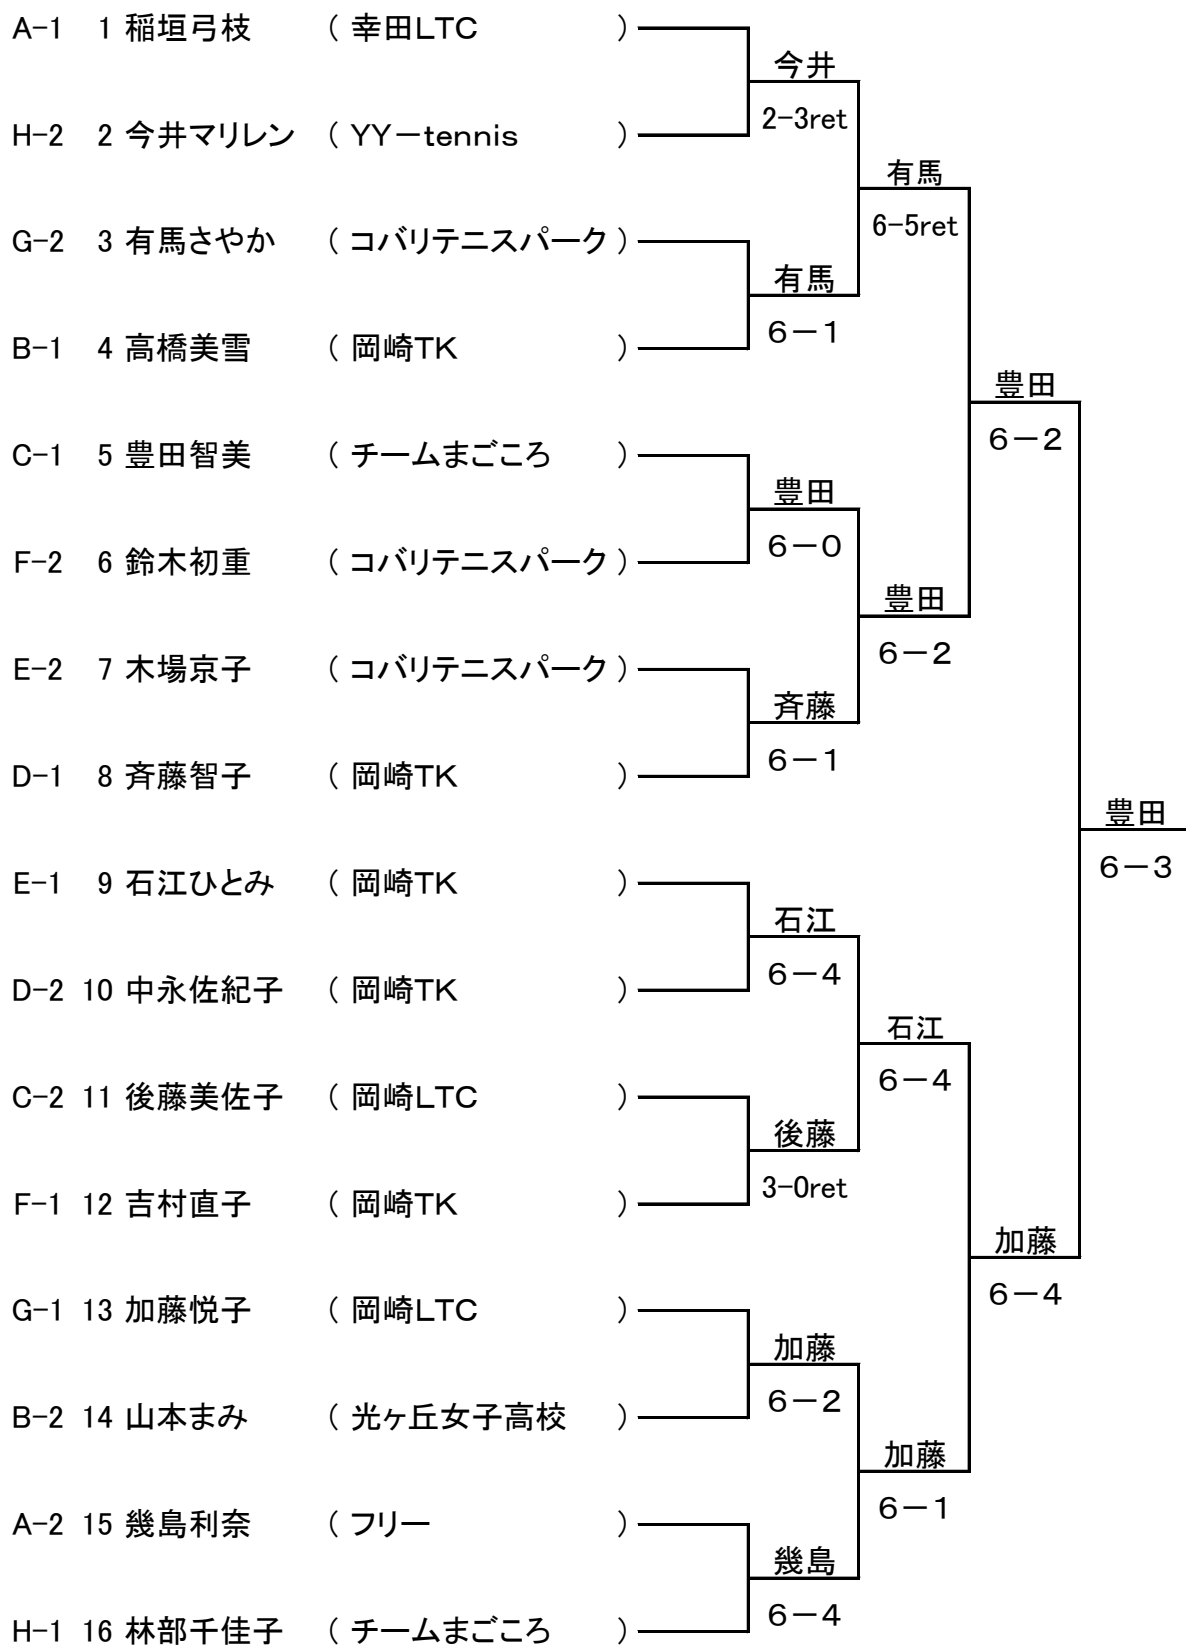 A-1 1 稲垣弓枝 ( 幸田LTC )
今井
2-3ret
H-2 2 今井マリレン ( YY－tennis )
有馬
6-5ret
G-2 3 有馬さやか ( コバリテニスパーク )
有馬
6－1
B-1 4 高橋美雪 ( 岡崎TK )
豊田
6－2
C-1 5 豊田智美 ( チームまごころ )
豊田
6－0
F-2 6 鈴木初重 ( コバリテニスパーク )
豊田
6－2
E-2 7 木場京子 ( コバリテニスパーク )
斉藤
6－1
D-1 8 斉藤智子 ( 岡崎TK )
豊田
6－3
E-1 9 石江ひとみ ( 岡崎TK )
石江
6－4
D-2 10 中永佐紀子 ( 岡崎TK )
石江
6－4
C-2 11 後藤美佐子 ( 岡崎LTC )
後藤
3-0ret
F-1 12 吉村直子 ( 岡崎TK )
加藤
6－4
G-1 13 加藤悦子 ( 岡崎LTC )
加藤
6－2
B-2 14 山本まみ ( 光ヶ丘女子高校 )
加藤
6－1
A-2 15 幾島利奈 ( フリー )
幾島
6－4
H-1 16 林部千佳子 ( チームまごころ )